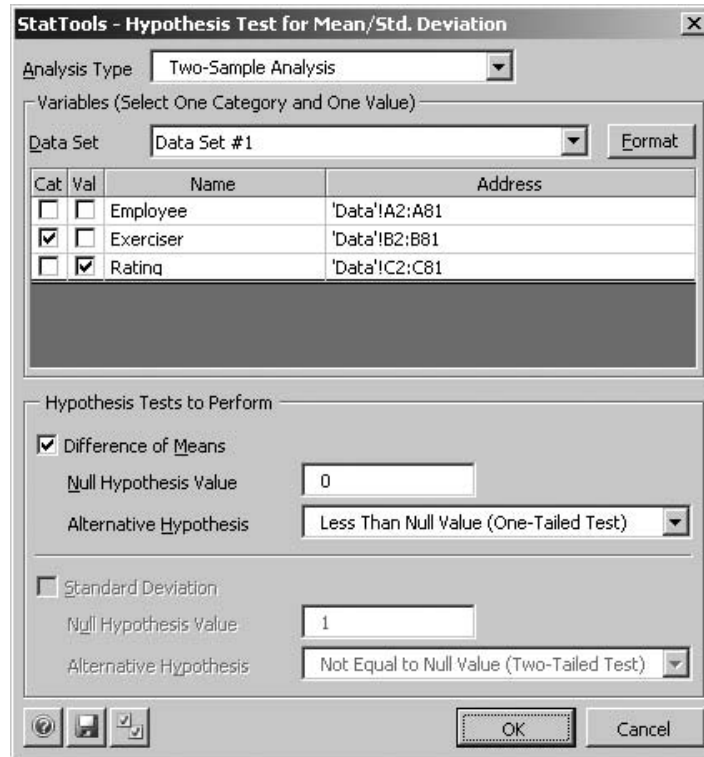 StatTools - Hypothesis Test for Mean/Std. Deviation
Analysis Type Two-Sample Analysis
Variables (Select One Category and One Value)
Data Set Data Set #1 Format
Cat Val Name Address
Employee 'Data'!A2:A81
Exerciser 'Data'!B2:B81
Rating 'Data'!C2:C81
Hypothesis Tests to Perform
Difference of Means
Null Hypothesis Value 0
Alternative Hypothesis Less Than Null Value (One-Tailed Test)
Standard Deviation
Null Hypothesis Value 1
Alternative Hypothesis Not Equal to Null Value (Two-Tailed Test)
OK Cancel